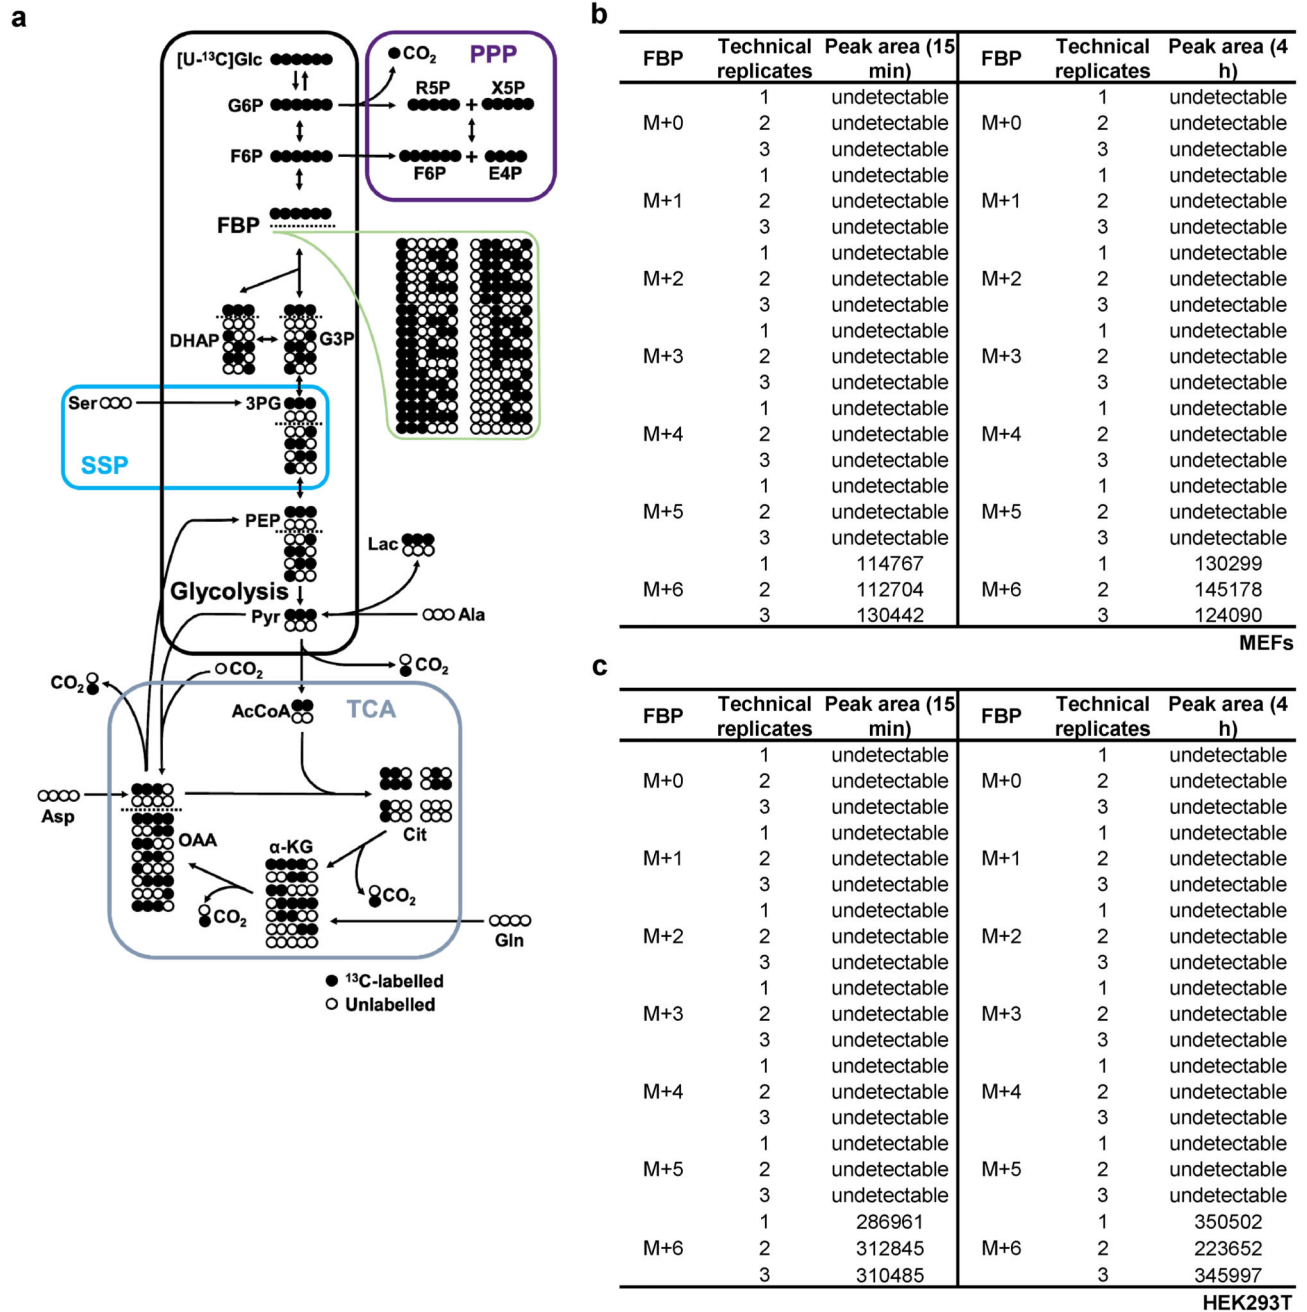 a
[U-¹³C]Glc
G6P
F6P
FBP
CO₂
PPP
R5P
X5P
+
+
F6P
E4P
DHAP
G3P
Ser
3PG
SSP
PEP
Lac
Glycolysis
Pyr
Ala
CO₂
CO₂
CO₂
AcCoA
TCA
Asp
OAA
Cit
α-KG
CO₂
CO₂
Gln
¹³C-labelled
Unlabelled
b
FBP Technical replicates Peak area (15 min) FBP Technical replicates Peak area (4 h)
1 undetectable 1 undetectable
M+0 2 undetectable M+0 2 undetectable
3 undetectable 3 undetectable
1 undetectable 1 undetectable
M+1 2 undetectable M+1 2 undetectable
3 undetectable 3 undetectable
1 undetectable 1 undetectable
M+2 2 undetectable M+2 2 undetectable
3 undetectable 3 undetectable
1 undetectable 1 undetectable
M+3 2 undetectable M+3 2 undetectable
3 undetectable 3 undetectable
1 undetectable 1 undetectable
M+4 2 undetectable M+4 2 undetectable
3 undetectable 3 undetectable
1 undetectable 1 undetectable
M+5 2 undetectable M+5 2 undetectable
3 undetectable 3 undetectable
1 114767 1 130299
M+6 2 112704 M+6 2 145178
3 130442 3 124090
MEFs
c
FBP Technical replicates Peak area (15 min) FBP Technical replicates Peak area (4 h)
1 undetectable 1 undetectable
M+0 2 undetectable M+0 2 undetectable
3 undetectable 3 undetectable
1 undetectable 1 undetectable
M+1 2 undetectable M+1 2 undetectable
3 undetectable 3 undetectable
1 undetectable 1 undetectable
M+2 2 undetectable M+2 2 undetectable
3 undetectable 3 undetectable
1 undetectable 1 undetectable
M+3 2 undetectable M+3 2 undetectable
3 undetectable 3 undetectable
1 undetectable 1 undetectable
M+4 2 undetectable M+4 2 undetectable
3 undetectable 3 undetectable
1 undetectable 1 undetectable
M+5 2 undetectable M+5 2 undetectable
3 undetectable 3 undetectable
1 286961 1 350502
M+6 2 312845 M+6 2 223652
3 310485 3 345997
HEK293T